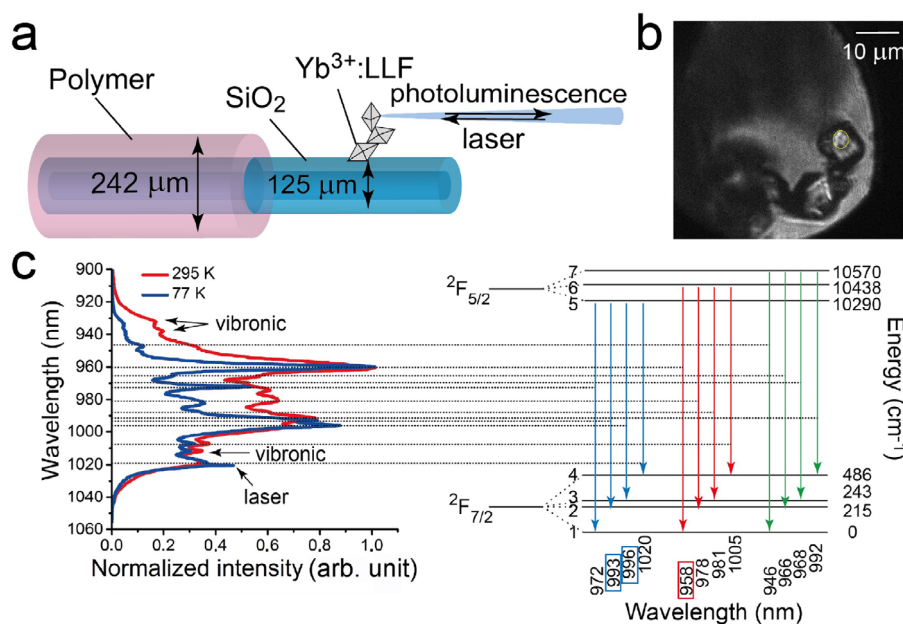 a
Polymer
SiO₂
Yb³⁺:LLF
photoluminescence
laser
242 µm
125 µm
b
10 µm
c
295 K
77 K
vibronic
vibronic
laser
900
920
940
960
980
1000
1020
1040
1060
Wavelength (nm)
0.0 0.2 0.4 0.6 0.8 1.0
Normalized intensity (arb. unit)
²F₅/₂
7
6
5
10570
10438
10290
Energy (cm⁻¹)
²F₇/₂
4
3
2
1
486
243
215
0
972 993 996 1020 958 978 981 1005 946 966 968 992
Wavelength (nm)